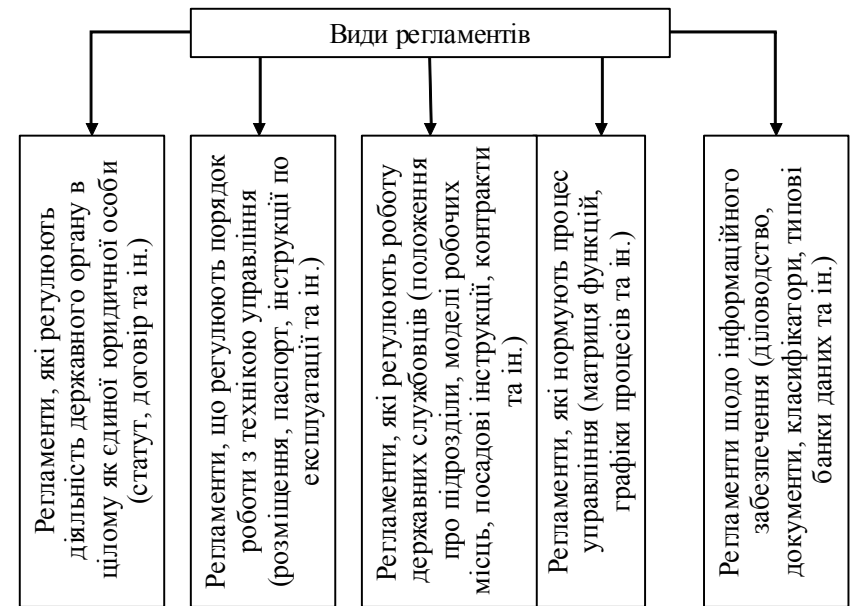 Види регламентів
Регламенти, які регулюють
діяльність державного органу в
цілому як єдиної юридичної особи
(статут, договір та ін.)
Регламенти, що регулюють порядок
роботи з технікою управління
(розміщення, паспорт, інструкції по
експлуатації та ін.)
Регламенти, які регулюють роботу
державних службовців (положення
про підрозділи, моделі робочих
місць, посадові інструкції, контракти
та ін.)
Регламенти, які нормують процес
управління (матриця функцій,
графіки процесів та ін.)
Регламенти щодо інформаційного
забезпечення (діловодство,
документи, класифікатори, типові
банки даних та ін.)